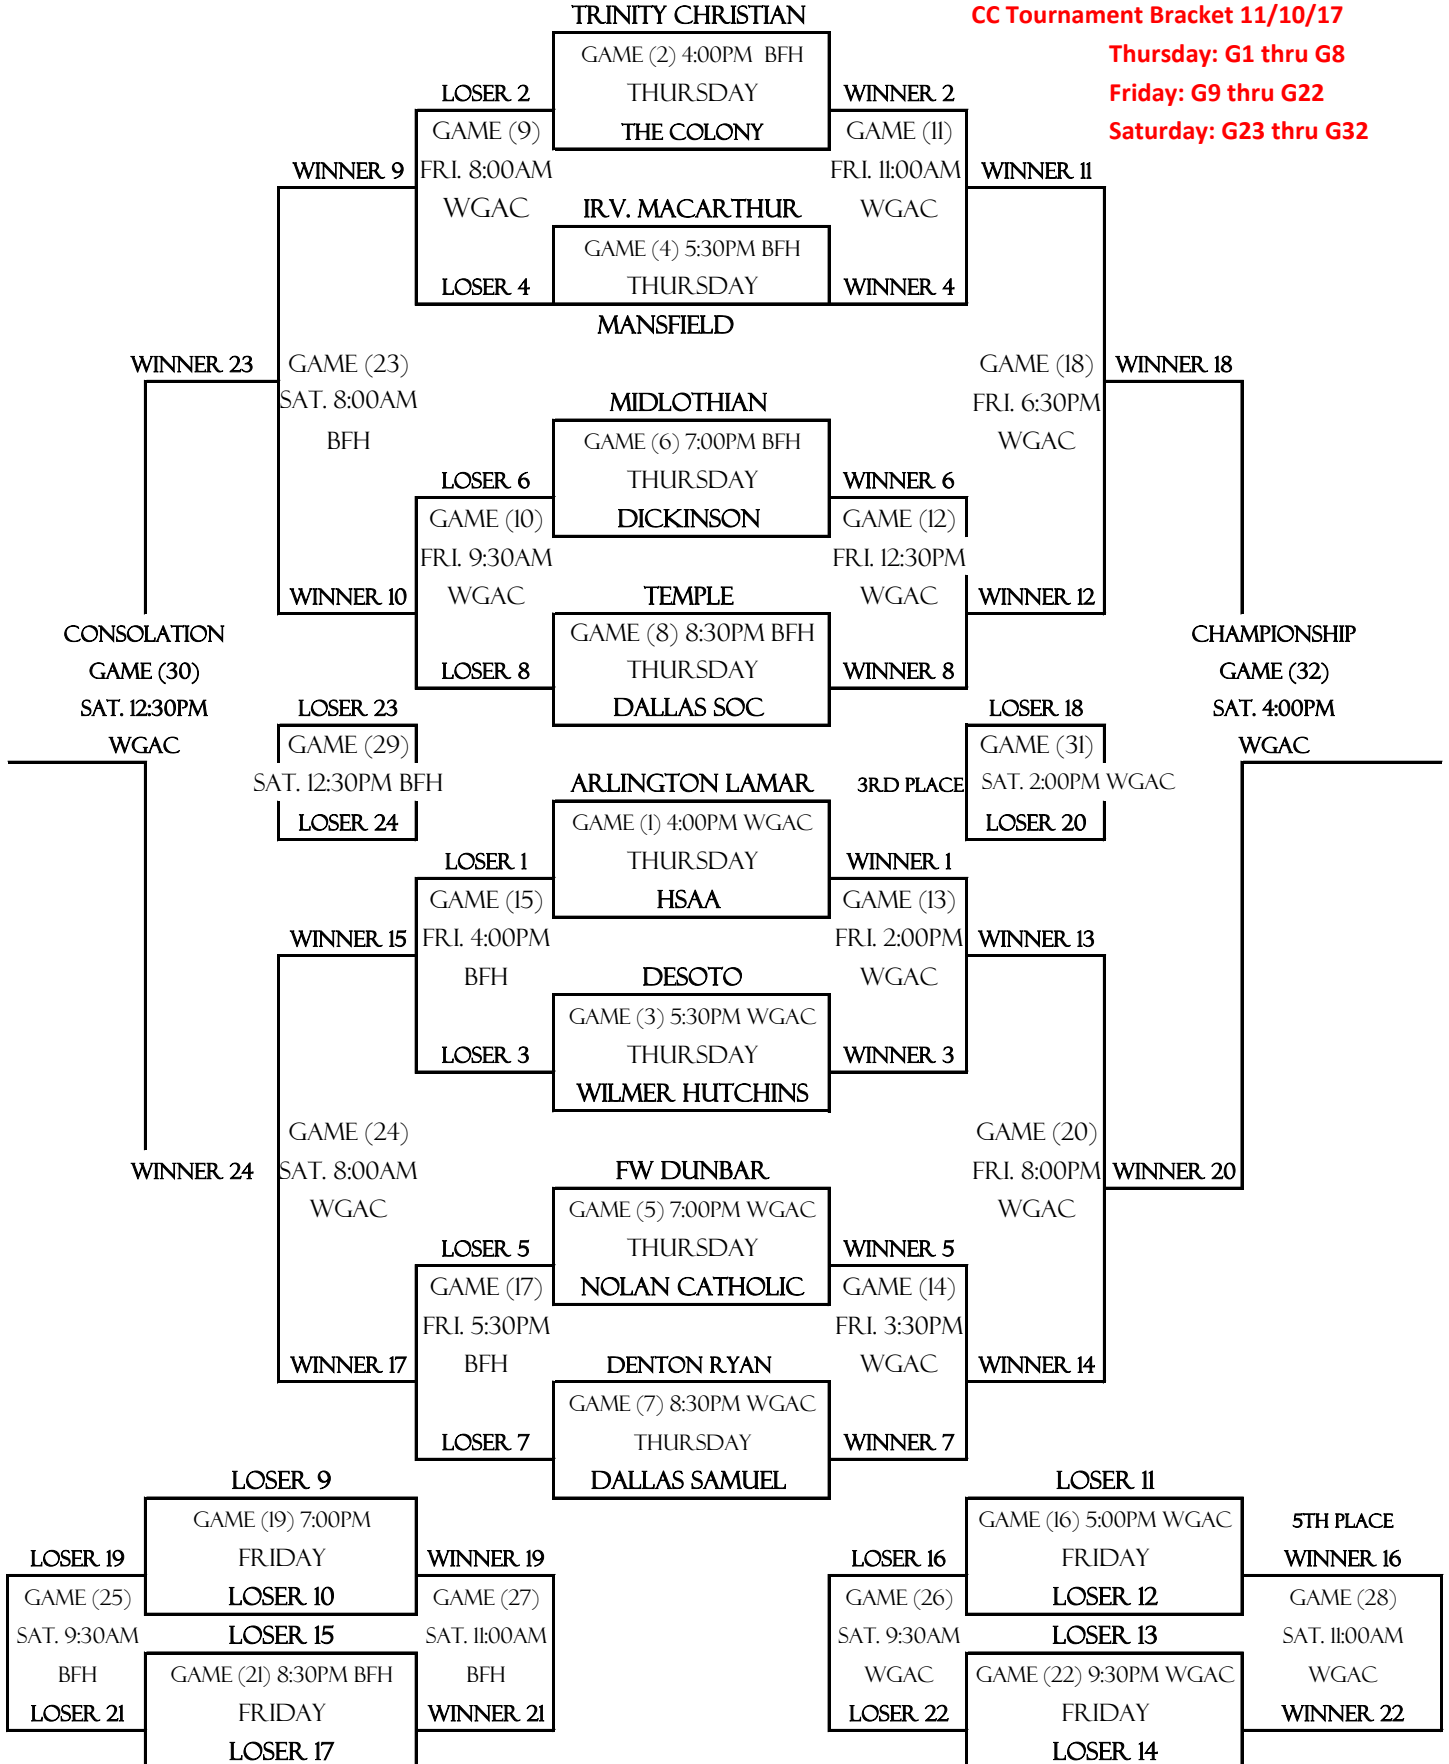 TRINITY CHRISTIAN
CC Tournament Bracket 11/10/17
Thursday: G1 thru G8
Friday: G9 thru G22
Saturday: G23 thru G32
GAME (2) 4:00PM BFH
THURSDAY
THE COLONY
LOSER 2
GAME (9)
FRI. 8:00AM
WGAC
LOSER 4
WINNER 2
GAME (11)
FRI. 11:00AM
WGAC
WINNER 4
WINNER 9
WINNER 11
IRV. MACARTHUR
GAME (4) 5:30PM BFH
THURSDAY
MANSFIELD
WINNER 23
GAME (23)
SAT. 8:00AM
BFH
GAME (18)
FRI. 6:30PM
WGAC
WINNER 18
MIDLOTHIAN
GAME (6) 7:00PM BFH
THURSDAY
DICKINSON
LOSER 6
GAME (10)
FRI. 9:30AM
WGAC
LOSER 8
WINNER 6
GAME (12)
FRI. 12:30PM
WGAC
WINNER 8
WINNER 10
WINNER 12
TEMPLE
GAME (8) 8:30PM BFH
THURSDAY
DALLAS SOC
CONSOLATION
GAME (30)
SAT. 12:30PM
WGAC
CHAMPIONSHIP
GAME (32)
SAT. 4:00PM
WGAC
LOSER 23
GAME (29)
SAT. 12:30PM BFH
LOSER 24
LOSER 18
GAME (31)
3RD PLACE
SAT. 2:00PM WGAC
LOSER 20
ARLINGTON LAMAR
GAME (1) 4:00PM WGAC
THURSDAY
HSAA
LOSER 1
GAME (15)
FRI. 4:00PM
BFH
LOSER 3
WINNER 1
GAME (13)
FRI. 2:00PM
WGAC
WINNER 3
WINNER 15
WINNER 13
DESOTO
GAME (3) 5:30PM WGAC
THURSDAY
WILMER HUTCHINS
GAME (24)
SAT. 8:00AM
WGAC
WINNER 24
GAME (20)
FRI. 8:00PM
WGAC
WINNER 20
FW DUNBAR
GAME (5) 7:00PM WGAC
THURSDAY
NOLAN CATHOLIC
LOSER 5
GAME (17)
FRI. 5:30PM
BFH
LOSER 7
WINNER 5
GAME (14)
FRI. 3:30PM
WGAC
WINNER 7
WINNER 17
WINNER 14
DENTON RYAN
GAME (7) 8:30PM WGAC
THURSDAY
DALLAS SAMUEL
LOSER 9
GAME (19) 7:00PM
FRIDAY
LOSER 10
LOSER 15
GAME (21) 8:30PM BFH
FRIDAY
LOSER 17
LOSER 19
GAME (25)
SAT. 9:30AM
BFH
LOSER 21
WINNER 19
GAME (27)
SAT. 11:00AM
BFH
WINNER 21
LOSER 11
GAME (16) 5:00PM WGAC
FRIDAY
LOSER 12
LOSER 13
GAME (22) 9:30PM WGAC
FRIDAY
LOSER 14
LOSER 16
GAME (26)
SAT. 9:30AM
WGAC
LOSER 22
5TH PLACE
WINNER 16
GAME (28)
SAT. 11:00AM
WGAC
WINNER 22